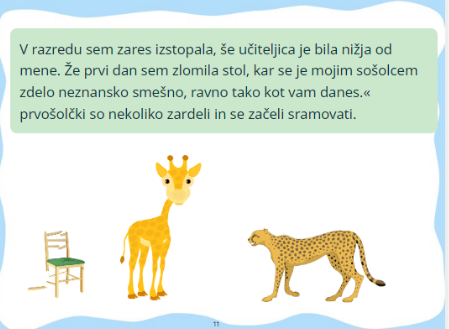 V razredu sem zares izstopala, še učiteljica je bila nižja od
mene. Že prvi dan sem zlomila stol, kar se je mojim sošolcem
zdelo neznansko smešno, ravno tako kot vam danes.«
prvošolčki so nekoliko zardeli in se začeli sramovati.
11